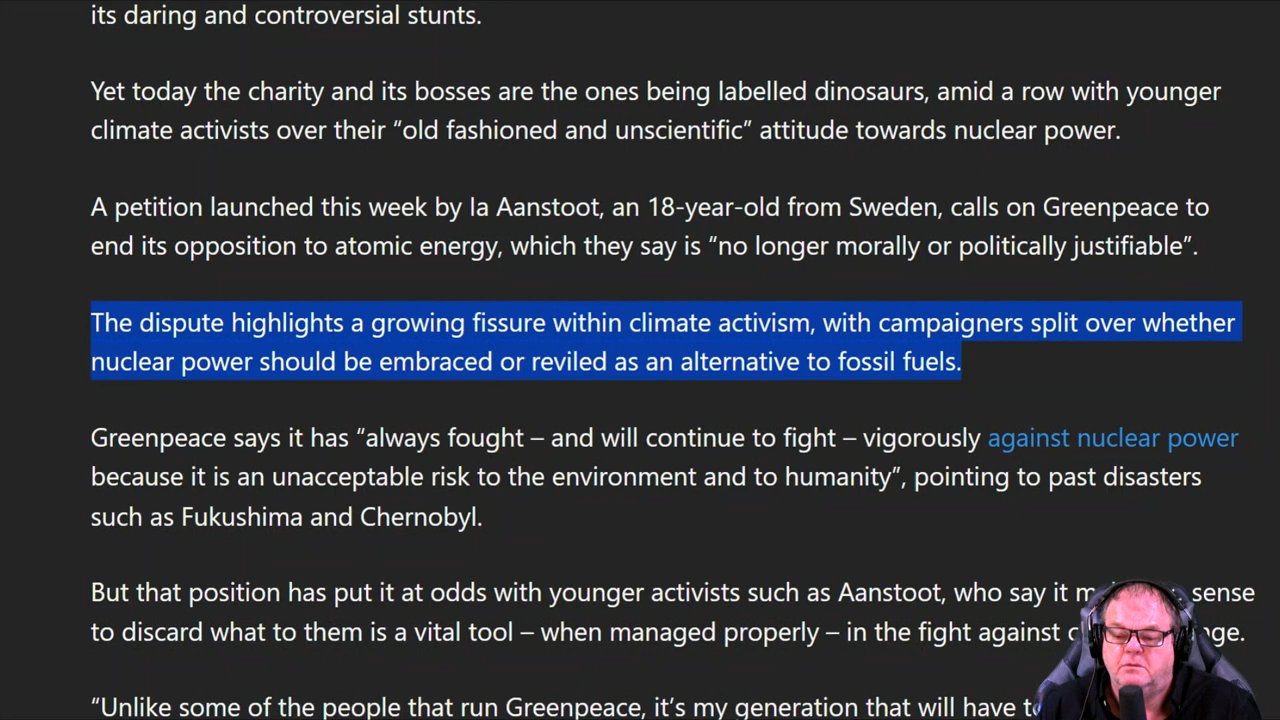 its daring and controversial stunts.
Yet today the charity and its bosses are the ones being labelled dinosaurs, amid a row with younger
climate activists over their “old fashioned and unscientific” attitude towards nuclear power.
A petition launched this week by Ia Aanstoot, an 18-year-old from Sweden, calls on Greenpeace to
end its opposition to atomic energy, which they say is “no longer morally or politically justifiable”.
The dispute highlights a growing fissure within climate activism, with campaigners split over whether
nuclear power should be embraced or reviled as an alternative to fossil fuels.
Greenpeace says it has “always fought – and will continue to fight – vigorously against nuclear power
because it is an unacceptable risk to the environment and to humanity”, pointing to past disasters
such as Fukushima and Chernobyl.
But that position has put it at odds with younger activists such as Aanstoot, who say it sense
to discard what to them is a vital tool – when managed properly – in the fight against
“Unlike some of the people that run Greenpeace, it’s my generation that will have